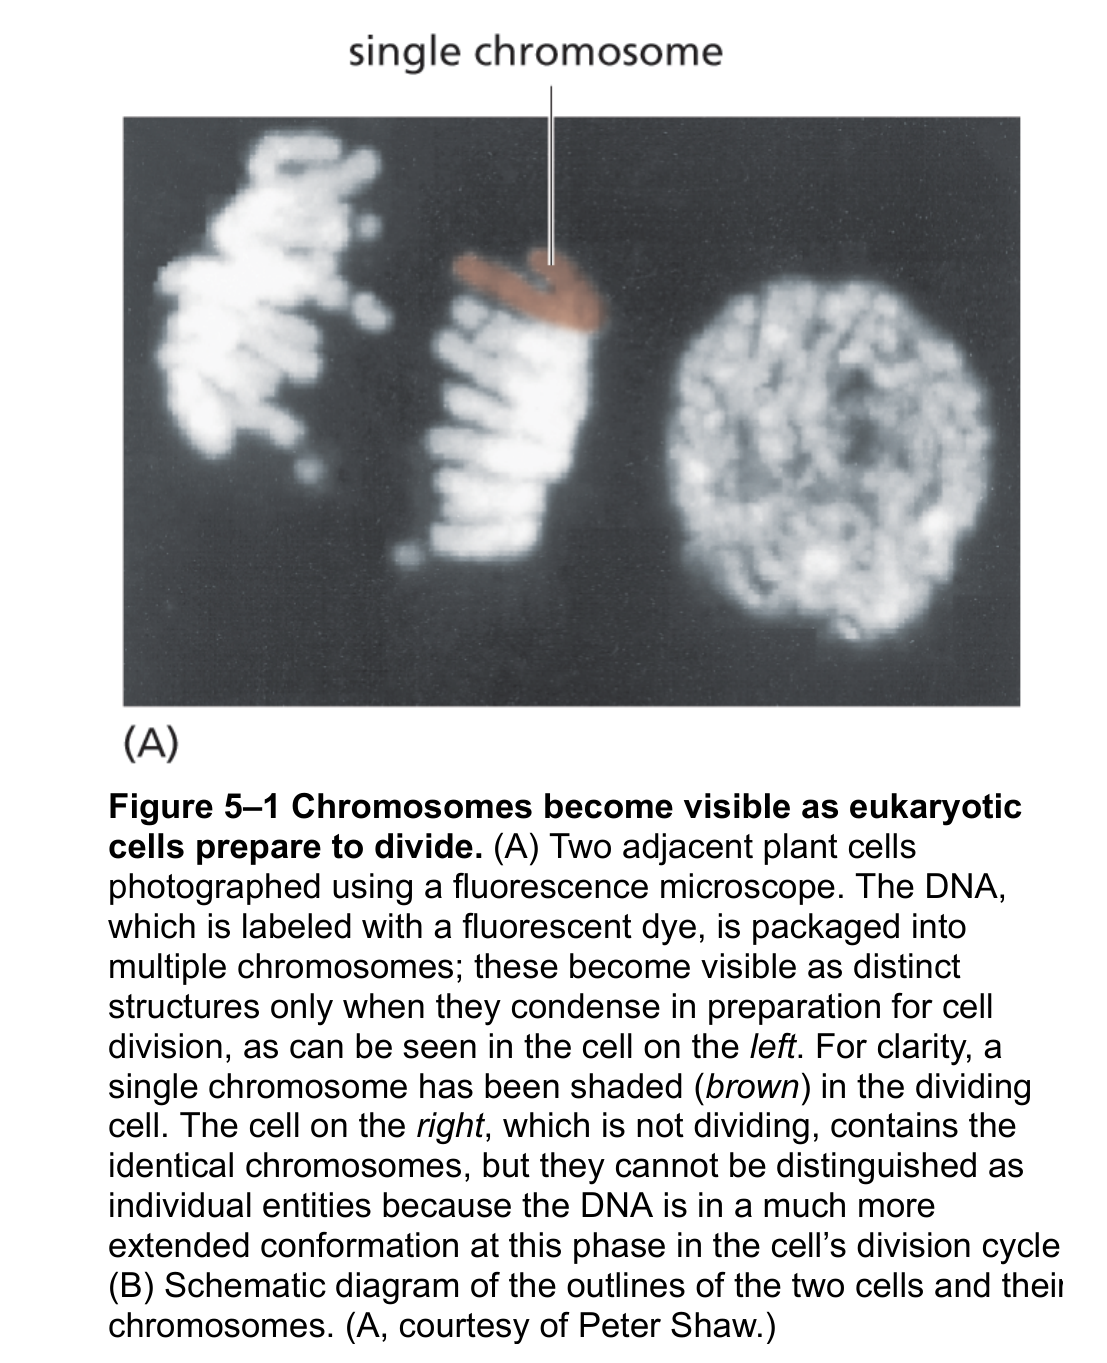 single chromosome
(A)
Figure 5–1 Chromosomes become visible as eukaryotic
cells prepare to divide. (A) Two adjacent plant cells
photographed using a fluorescence microscope. The DNA,
which is labeled with a fluorescent dye, is packaged into
multiple chromosomes; these become visible as distinct
structures only when they condense in preparation for cell
division, as can be seen in the cell on the left. For clarity, a
single chromosome has been shaded (brown) in the dividing
cell. The cell on the right, which is not dividing, contains the
identical chromosomes, but they cannot be distinguished as
individual entities because the DNA is in a much more
extended conformation at this phase in the cell’s division cycle
(B) Schematic diagram of the outlines of the two cells and their
chromosomes. (A, courtesy of Peter Shaw.)